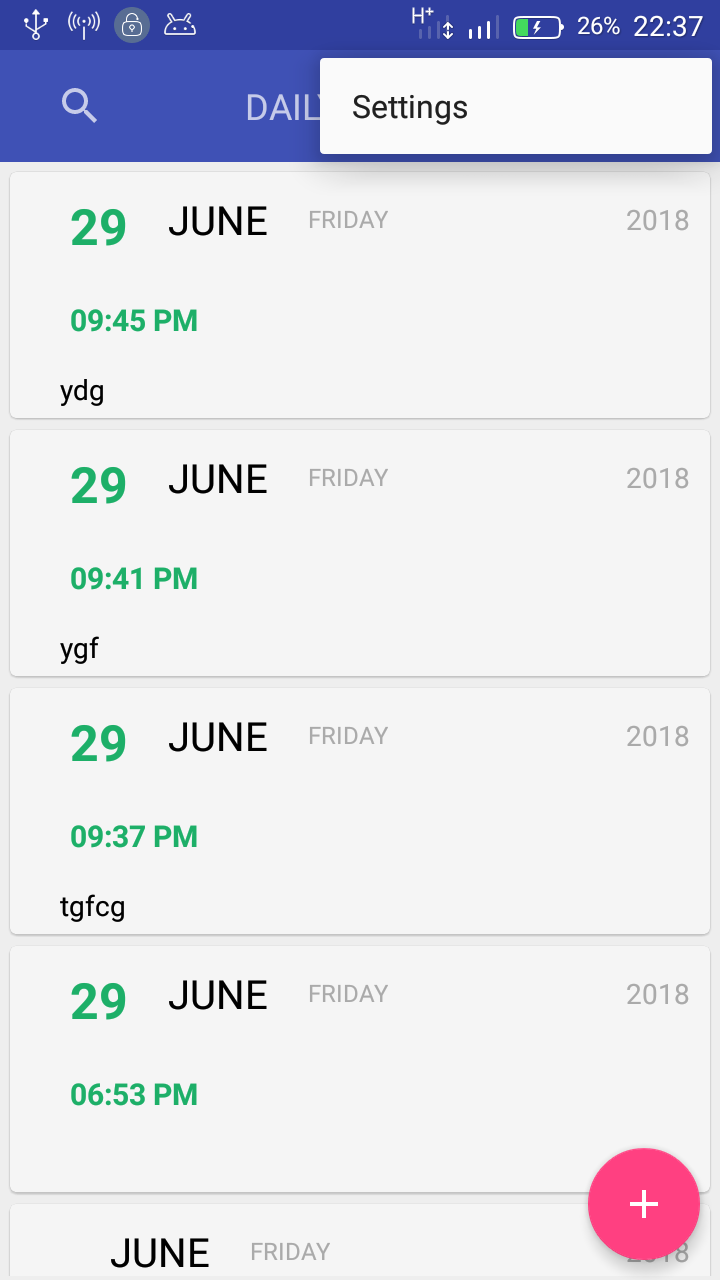 H+ 26% 22:37
DAILY Settings
29 JUNE FRIDAY 2018
09:45 PM
ydg
29 JUNE FRIDAY 2018
09:41 PM
ygf
29 JUNE FRIDAY 2018
09:37 PM
tgfcg
29 JUNE FRIDAY 2018
06:53 PM
JUNE FRIDAY 2018